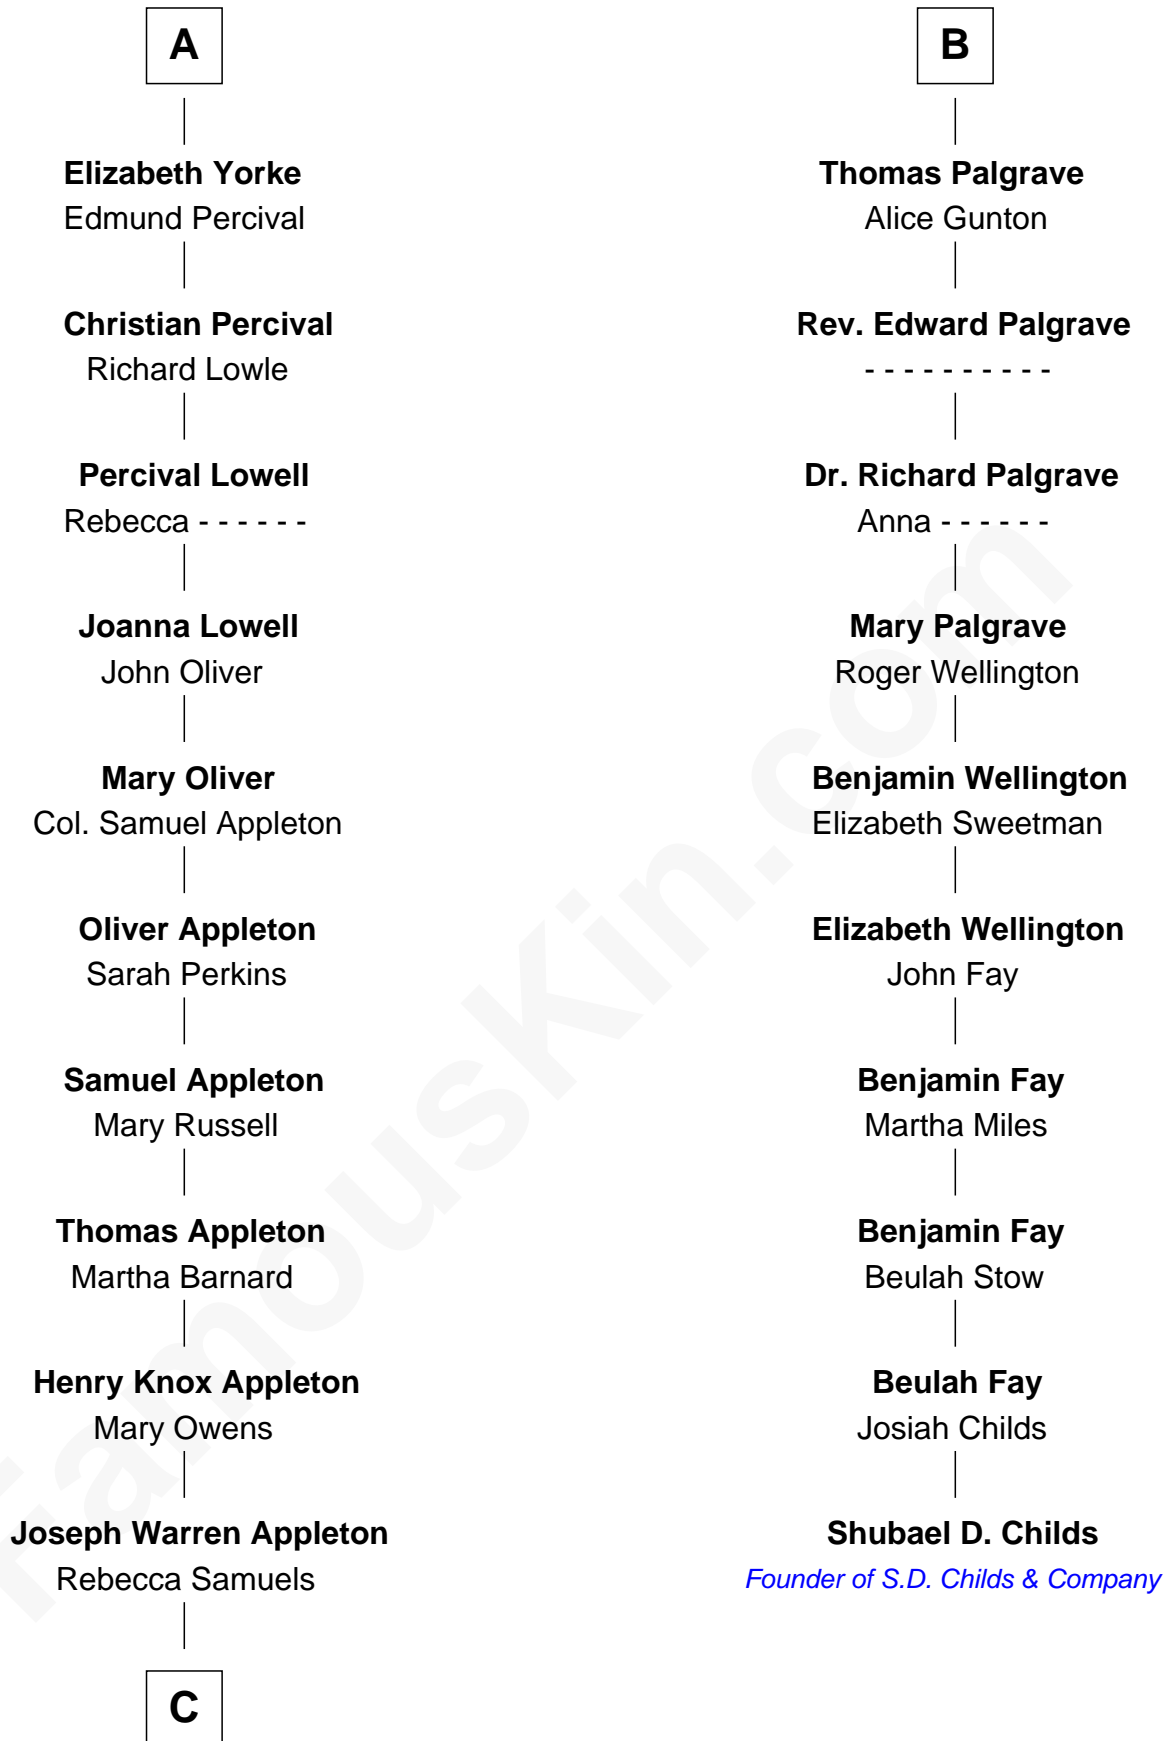 A
Elizabeth Yorke
Edmund Percival
Christian Percival
Richard Lowle
Percival Lowell
Rebecca - - - - - -
Joanna Lowell
John Oliver
Mary Oliver
Col. Samuel Appleton
Oliver Appleton
Sarah Perkins
Samuel Appleton
Mary Russell
Thomas Appleton
Martha Barnard
Henry Knox Appleton
Mary Owens
Joseph Warren Appleton
Rebecca Samuels
C
B
Thomas Palgrave
Alice Gunton
Rev. Edward Palgrave
- - - - - - - - - -
Dr. Richard Palgrave
Anna - - - - - -
Mary Palgrave
Roger Wellington
Benjamin Wellington
Elizabeth Sweetman
Elizabeth Wellington
John Fay
Benjamin Fay
Martha Miles
Benjamin Fay
Beulah Stow
Beulah Fay
Josiah Childs
Shubael D. Childs
Founder of S.D. Childs & Company
FamousKin.com